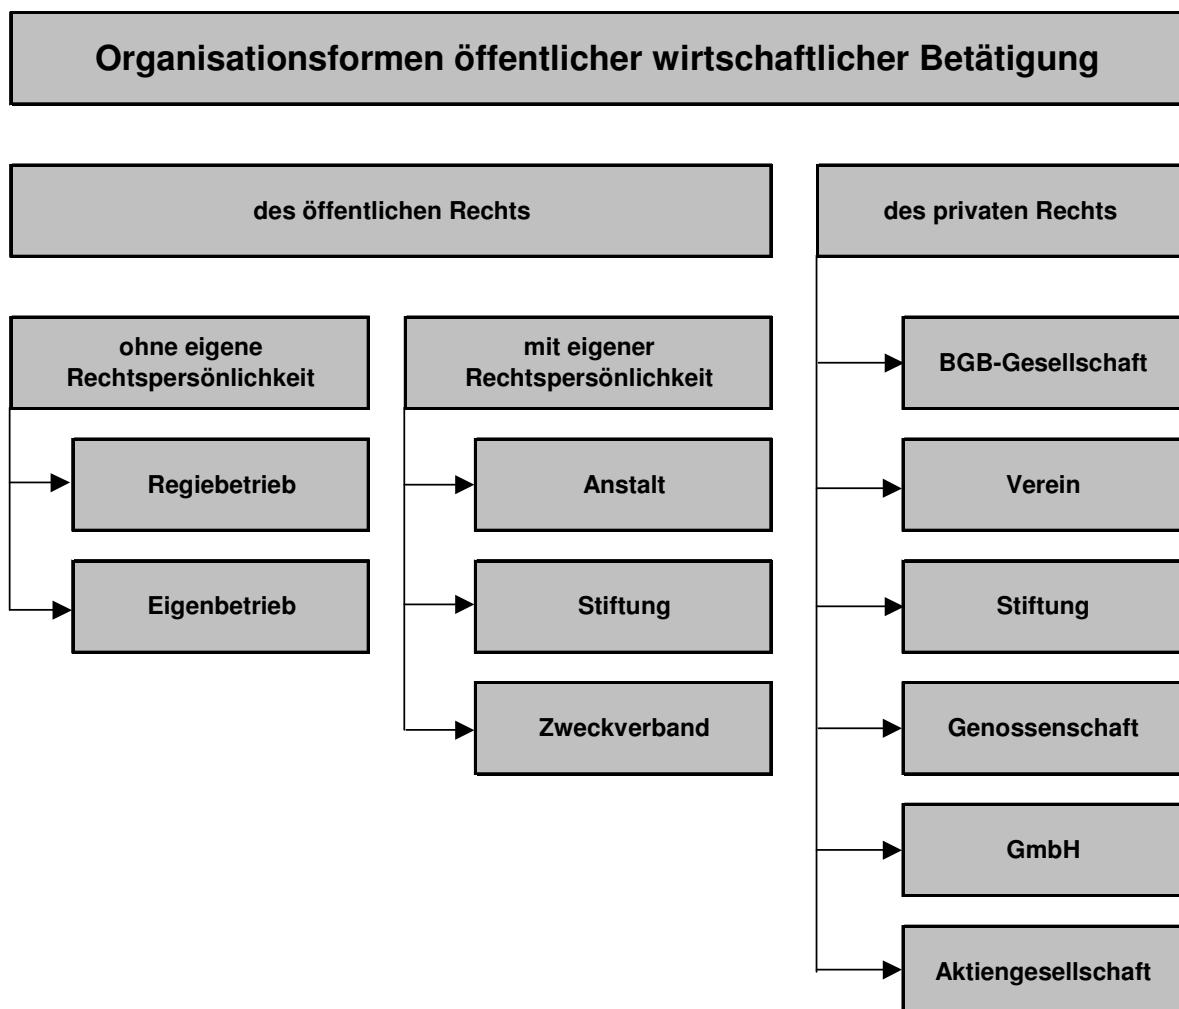 Organisationsformen öffentlicher wirtschaftlicher Betätigung
des öffentlichen Rechts
des privaten Rechts
ohne eigene
Rechtspersönlichkeit
mit eigener
Rechtspersönlichkeit
BGB-Gesellschaft
Regiebetrieb
Anstalt
Verein
Eigenbetrieb
Stiftung
Stiftung
Zweckverband
Genossenschaft
GmbH
Aktiengesellschaft